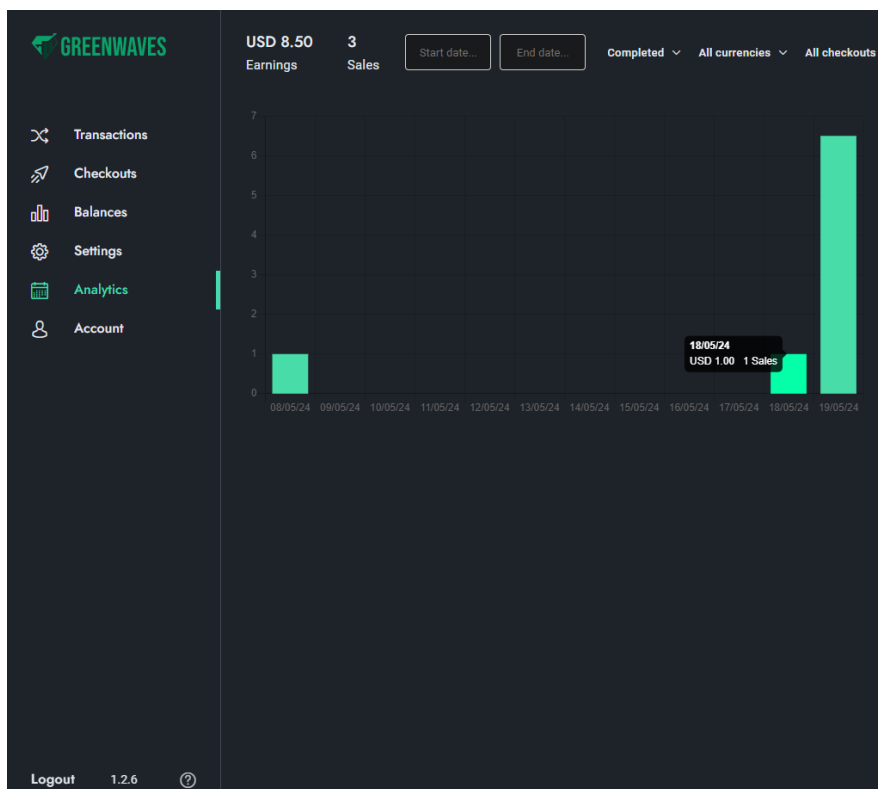 GREENWAVES
USD 8.50
Earnings
3
Sales
Start date...
End date...
Completed
All currencies
All checkouts
Transactions
Checkouts
Balances
Settings
Analytics
Account
7
6
5
4
3
2
1
0
18/05/24
USD 1.00 1 Sales
08/05/24 09/05/24 10/05/24 11/05/24 12/05/24 13/05/24 14/05/24 15/05/24 16/05/24 17/05/24 18/05/24 19/05/24
Logout 1.2.6 ?